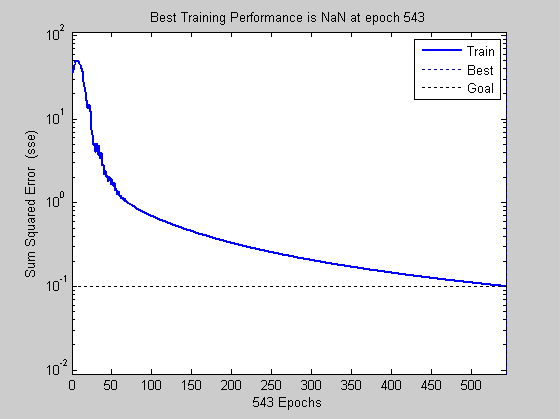 Best Training Performance is NaN at epoch 543
Train
Best
Goal
Sum Squared Error (sse)
10^2
10^1
10^0
10^-1
10^-2
0 50 100 150 200 250 300 350 400 450 500
543 Epochs